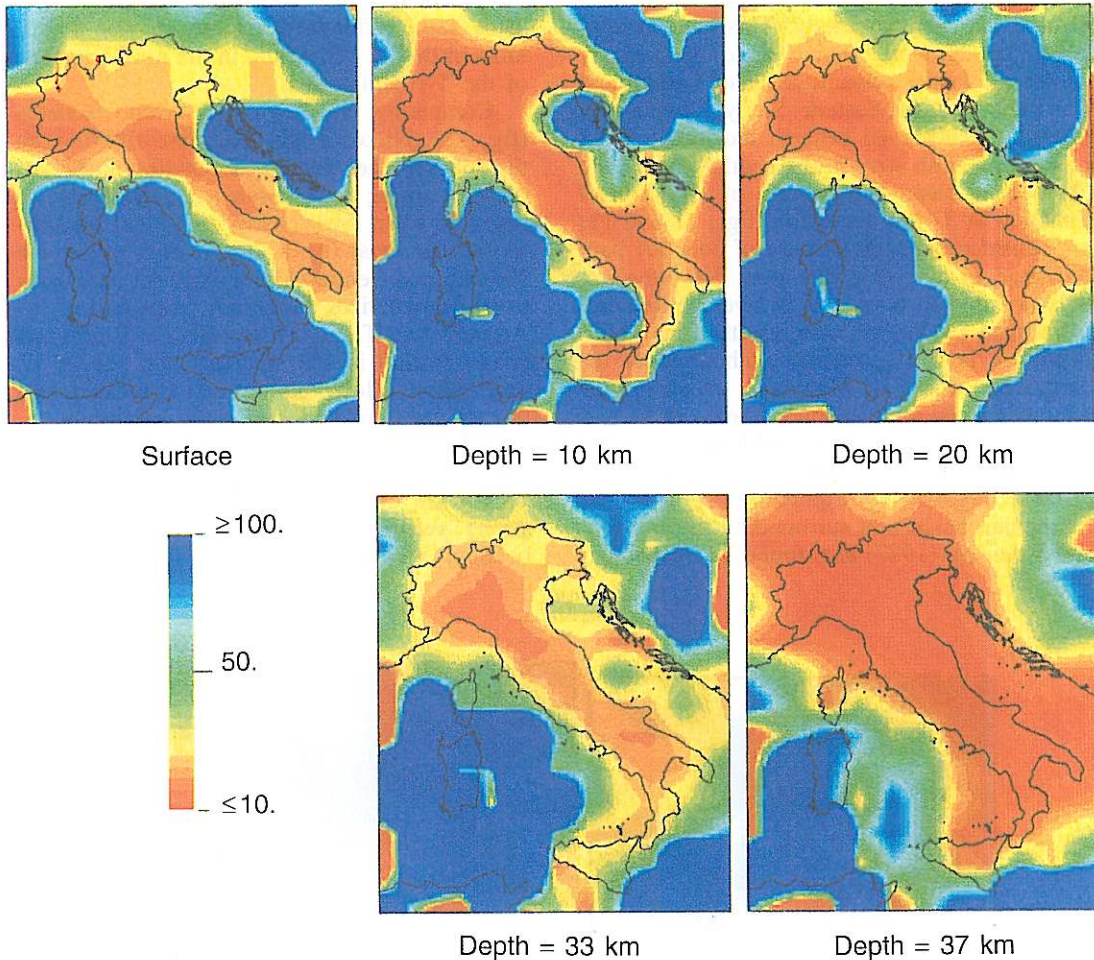 Surface
Depth = 10 km
Depth = 20 km
≥100.
50.
≤10.
Depth = 33 km
Depth = 37 km